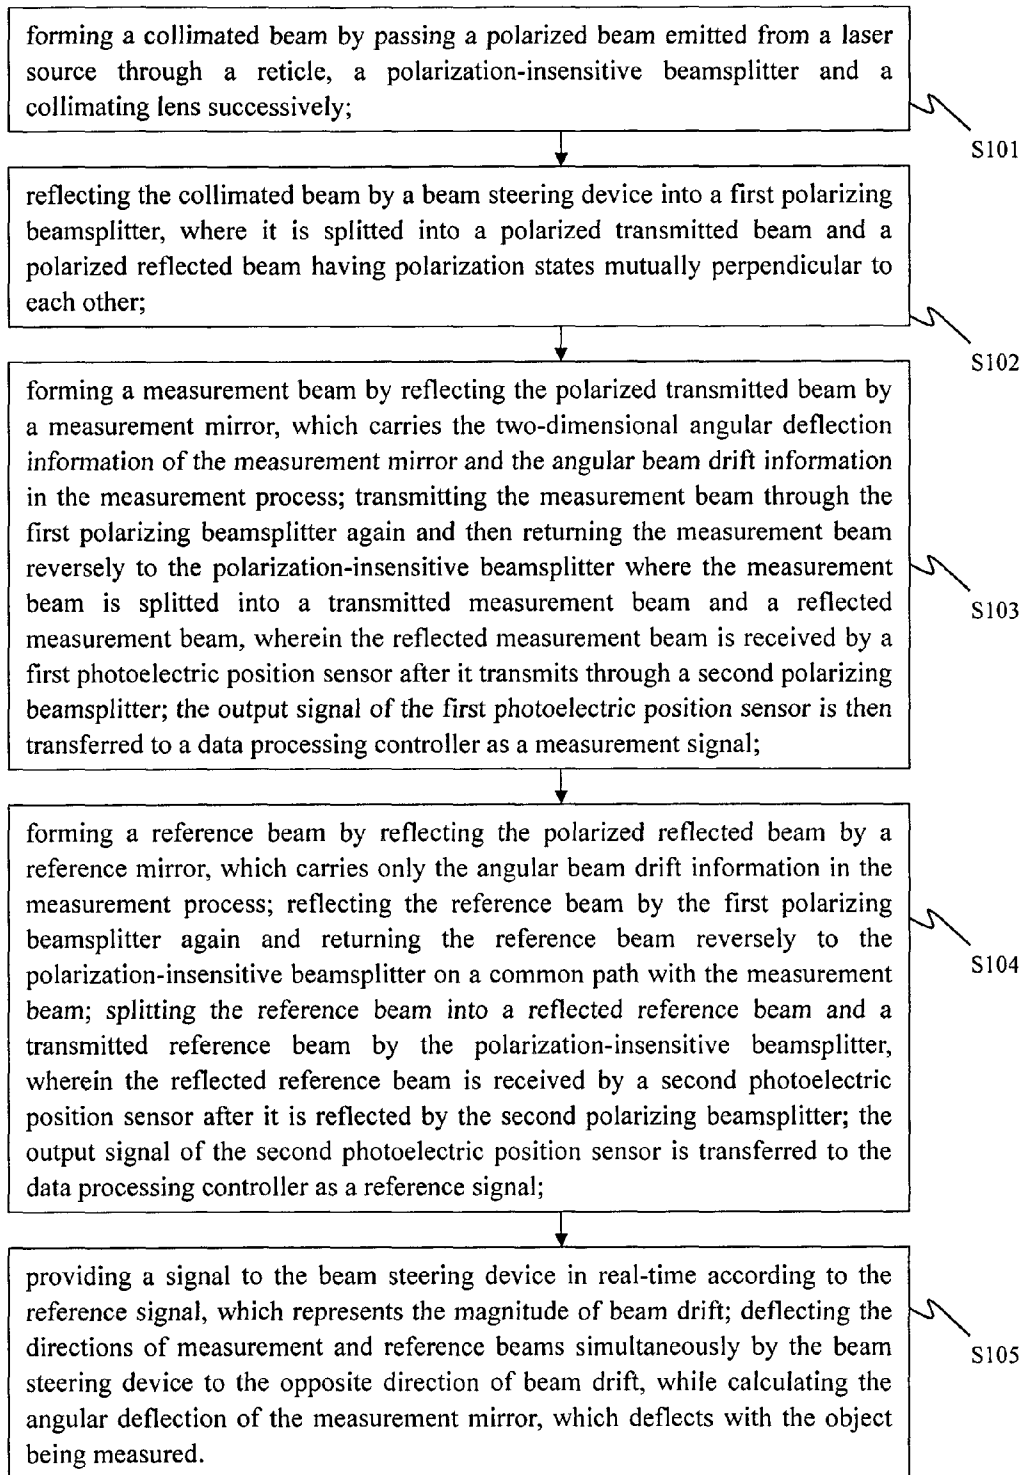 forming a collimated beam by passing a polarized beam emitted from a laser
source through a reticle, a polarization-insensitive beamsplitter and a
collimating lens successively;
S101
reflecting the collimated beam by a beam steering device into a first polarizing
beamsplitter, where it is splitted into a polarized transmitted beam and a
polarized reflected beam having polarization states mutually perpendicular to
each other;
S102
forming a measurement beam by reflecting the polarized transmitted beam by
a measurement mirror, which carries the two-dimensional angular deflection
information of the measurement mirror and the angular beam drift information
in the measurement process; transmitting the measurement beam through the
first polarizing beamsplitter again and then returning the measurement beam
reversely to the polarization-insensitive beamsplitter where the measurement
beam is splitted into a transmitted measurement beam and a reflected
measurement beam, wherein the reflected measurement beam is received by a
first photoelectric position sensor after it transmits through a second polarizing
beamsplitter; the output signal of the first photoelectric position sensor is then
transferred to a data processing controller as a measurement signal;
S103
forming a reference beam by reflecting the polarized reflected beam by a
reference mirror, which carries only the angular beam drift information in the
measurement process; reflecting the reference beam by the first polarizing
beamsplitter again and returning the reference beam reversely to the
polarization-insensitive beamsplitter on a common path with the measurement
beam; splitting the reference beam into a reflected reference beam and a
transmitted reference beam by the polarization-insensitive beamsplitter,
wherein the reflected reference beam is received by a second photoelectric
position sensor after it is reflected by the second polarizing beamsplitter; the
output signal of the second photoelectric position sensor is transferred to the
data processing controller as a reference signal;
S104
providing a signal to the beam steering device in real-time according to the
reference signal, which represents the magnitude of beam drift; deflecting the
directions of measurement and reference beams simultaneously by the beam
steering device to the opposite direction of beam drift, while calculating the
angular deflection of the measurement mirror, which deflects with the object
being measured.
S105